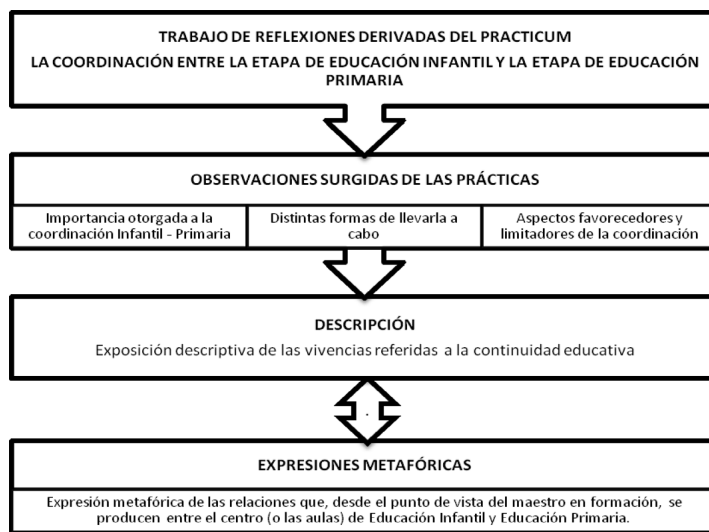 TRABAJO DE REFLEXIONES DERIVADAS DEL PRACTICUM
LA COORDINACIÓN ENTRE LA ETAPA DE EDUCACIÓN INFANTIL Y LA ETAPA DE EDUCACIÓN
PRIMARIA
OBSERVACIONES SURGIDAS DE LAS PRÁCTICAS
Importancia otorgada a la
coordinación Infantil - Primaria
Distintas formas de llevarla a
cabo
Aspectos favorecedores y
limitadores de la coordinación
DESCRIPCIÓN
Exposición descriptiva de las vivencias referidas a la continuidad educativa
.
EXPRESIONES METAFÓRICAS
Expresión metafórica de las relaciones que, desde el punto de vista del maestro en formación, se
producen entre el centro (o las aulas) de Educación Infantil y Educación Primaria.